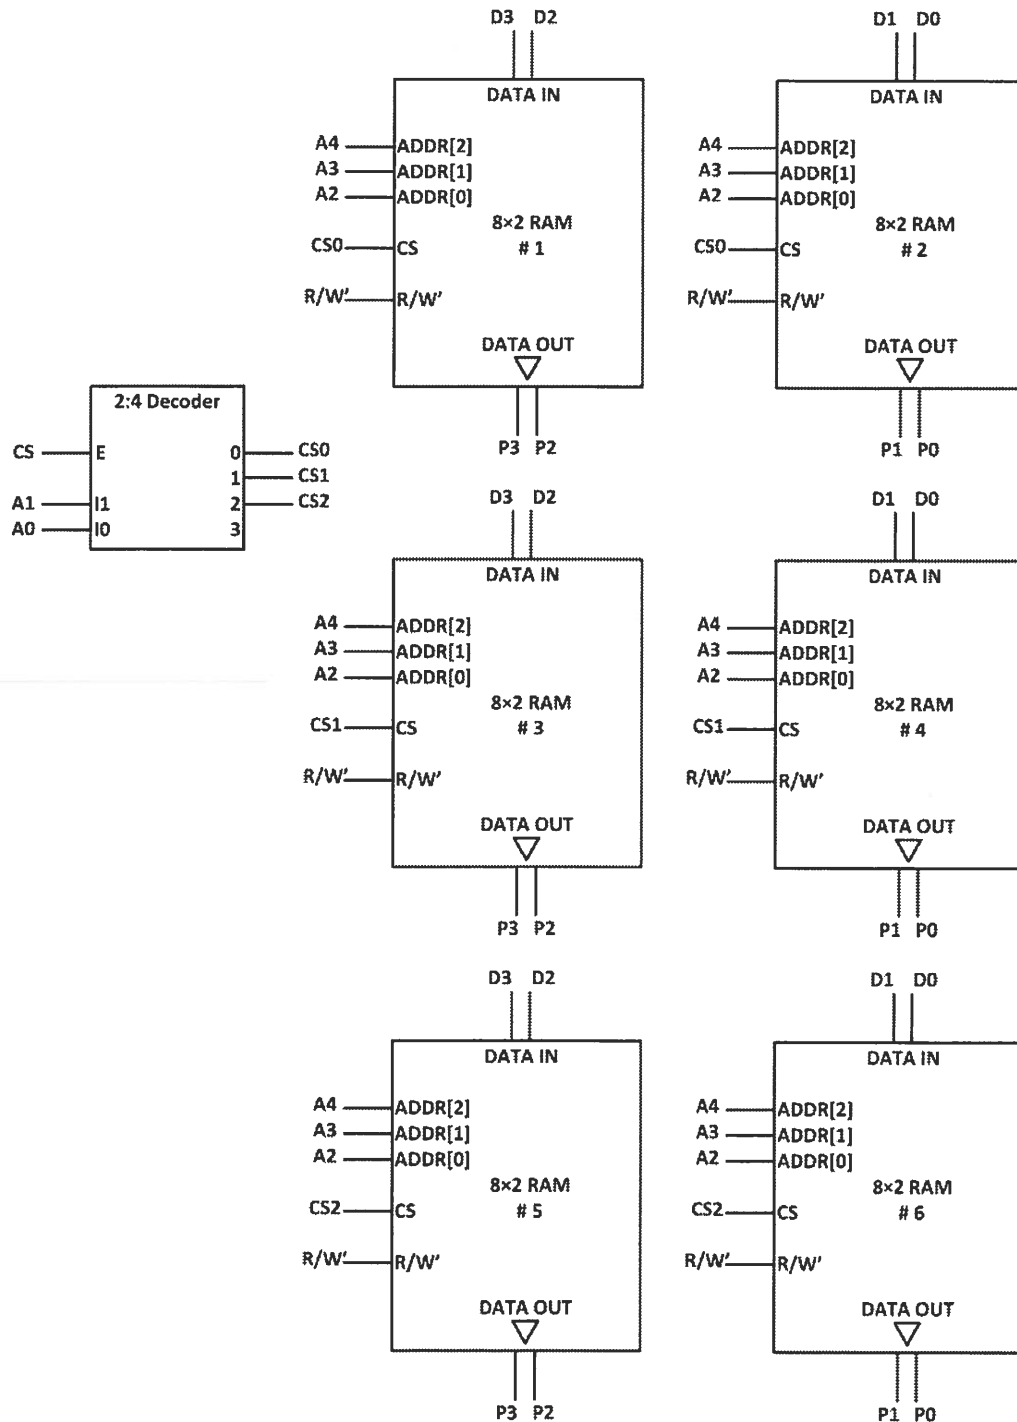 D3 D2
DATA IN
A4 ADDR[2]
A3 ADDR[1]
A2 ADDR[0]
8×2 RAM
# 1
CS0 CS
R/W' R/W'
DATA OUT
P3 P2
D1 D0
DATA IN
A4 ADDR[2]
A3 ADDR[1]
A2 ADDR[0]
8×2 RAM
# 2
CS0 CS
R/W' R/W'
DATA OUT
P1 P0
2:4 Decoder
CS E 0 CS0
1 CS1
A1 I1 2 CS2
A0 I0 3
D3 D2
DATA IN
A4 ADDR[2]
A3 ADDR[1]
A2 ADDR[0]
8×2 RAM
# 3
CS1 CS
R/W' R/W'
DATA OUT
P3 P2
D1 D0
DATA IN
A4 ADDR[2]
A3 ADDR[1]
A2 ADDR[0]
8×2 RAM
# 4
CS1 CS
R/W' R/W'
DATA OUT
P1 P0
D3 D2
DATA IN
A4 ADDR[2]
A3 ADDR[1]
A2 ADDR[0]
8×2 RAM
# 5
CS2 CS
R/W' R/W'
DATA OUT
P3 P2
D1 D0
DATA IN
A4 ADDR[2]
A3 ADDR[1]
A2 ADDR[0]
8×2 RAM
# 6
CS2 CS
R/W' R/W'
DATA OUT
P1 P0